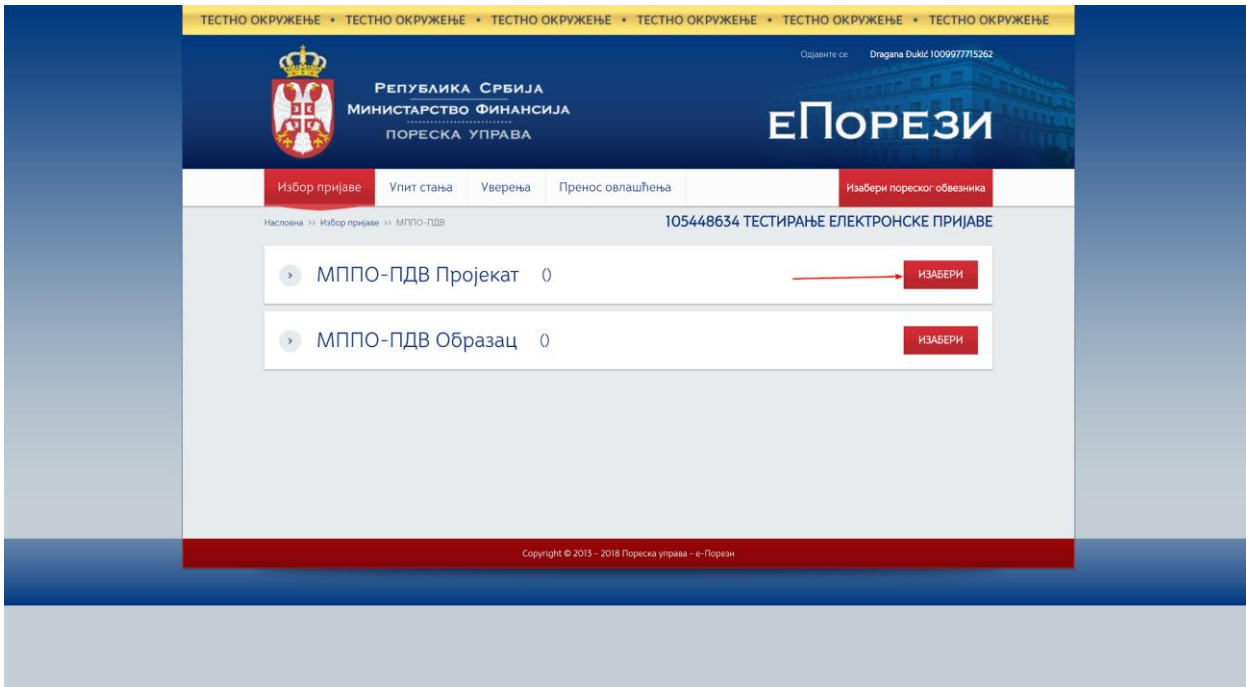 ТЕСТНО ОКРУЖЕЊЕ • ТЕСТНО ОКРУЖЕЊЕ • ТЕСТНО ОКРУЖЕЊЕ • ТЕСТНО ОКРУЖЕЊЕ • ТЕСТНО ОКРУЖЕЊЕ • ТЕСТНО ОКРУЖЕЊЕ
Одјавите се Dragana Đukić 1009977715262
Република Србија
Министарство Финансија
ПОРЕСКА УПРАВА
еПОРЕЗИ
Избор пријаве Упит стања Уверења Пренос овлашћења Изабери пореског обвезника
Насловна >> Избор пријаве >> МППО-ПДВ 105448634 ТЕСТИРАЊЕ ЕЛЕКТРОНСКЕ ПРИЈАВЕ
МППО-ПДВ Пројекат () ИЗАБЕРИ
МППО-ПДВ Образац () ИЗАБЕРИ
Copyright © 2013 - 2018 Пореска управа - е-Порези